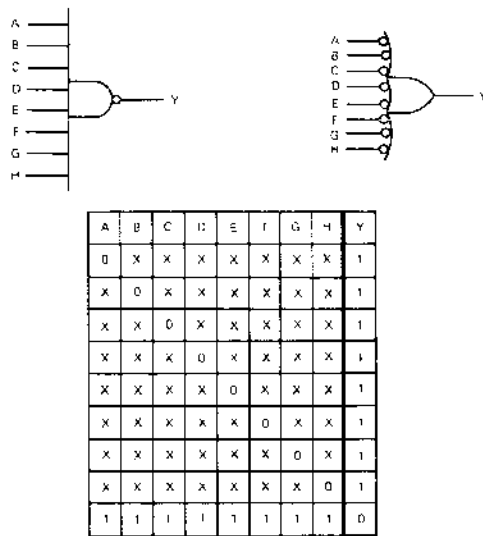 A
B
C
D
E
F
G
H
Y
A
B
C
D
E
F
G
H
Y
A B C D E F G H Y
0 X X X X X X X 1
X 0 X X X X X X 1
X X 0 X X X X X 1
X X X 0 X X X X 1
X X X X 0 X X X 1
X X X X X 0 X X 1
X X X X X X 0 X 1
X X X X X X X 0 1
1 1 1 1 1 1 1 1 0